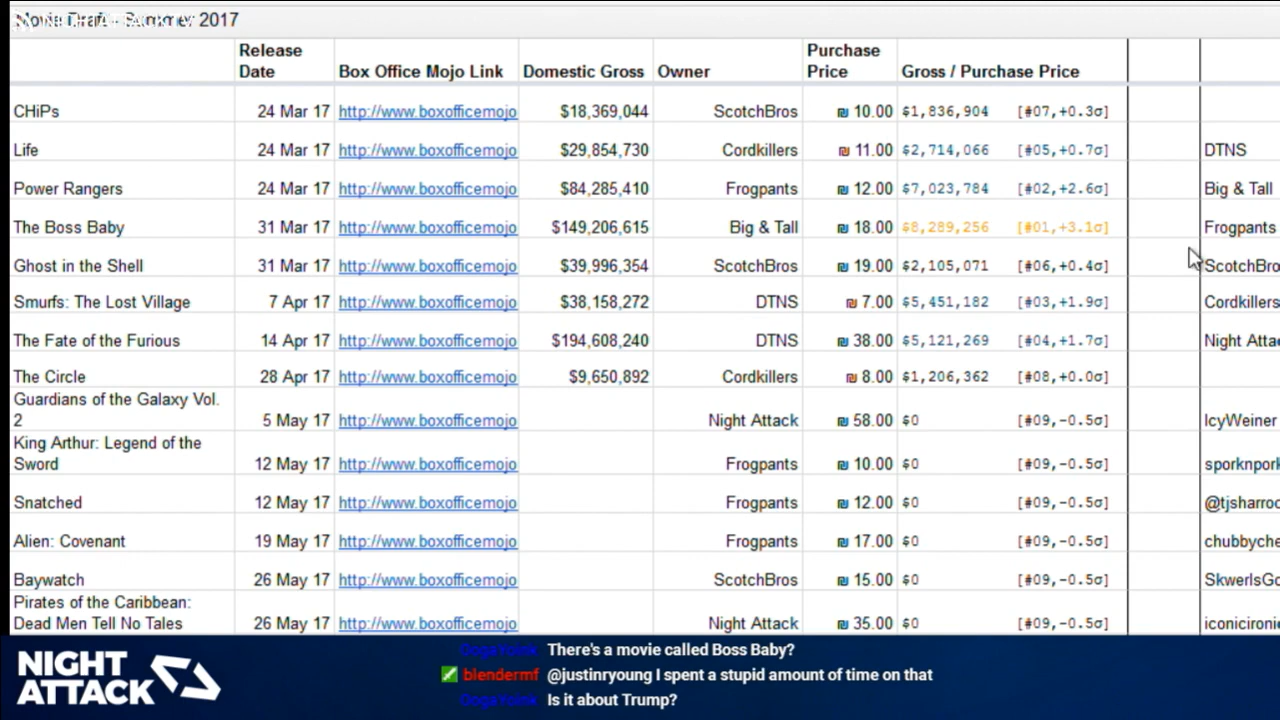 Movie Draft - Summer 2017
Release Date Box Office Mojo Link Domestic Gross Owner Purchase Price Gross / Purchase Price
CHiPs 24 Mar 17 http://www.boxofficemojo $18,369,044 ScotchBros ₪ 10.00 $1,836,904 [#07,+0.3σ]
Life 24 Mar 17 http://www.boxofficemojo $29,854,730 Cordkillers ₪ 11.00 $2,714,066 [#05,+0.7σ] DTNS
Power Rangers 24 Mar 17 http://www.boxofficemojo $84,285,410 Frogpants ₪ 12.00 $7,023,784 [#02,+2.6σ] Big & Tall
The Boss Baby 31 Mar 17 http://www.boxofficemojo $149,206,615 Big & Tall ₪ 18.00 $8,289,256 [#01,+3.1σ] Frogpants
Ghost in the Shell 31 Mar 17 http://www.boxofficemojo $39,996,354 ScotchBros ₪ 19.00 $2,105,071 [#06,+0.4σ] ScotchBro
Smurfs: The Lost Village 7 Apr 17 http://www.boxofficemojo $38,158,272 DTNS ₪ 7.00 $5,451,182 [#03,+1.9σ] Cordkillers
The Fate of the Furious 14 Apr 17 http://www.boxofficemojo $194,608,240 DTNS ₪ 38.00 $5,121,269 [#04,+1.7σ] Night Atta
The Circle 28 Apr 17 http://www.boxofficemojo $9,650,892 Cordkillers ₪ 8.00 $1,206,362 [#08,+0.0σ]
Guardians of the Galaxy Vol.
2 5 May 17 http://www.boxofficemojo Night Attack ₪ 58.00 $0 [#09,-0.5σ] IcyWeiner
King Arthur: Legend of the
Sword 12 May 17 http://www.boxofficemojo Frogpants ₪ 10.00 $0 [#09,-0.5σ] sporknpork
Snatched 12 May 17 http://www.boxofficemojo Frogpants ₪ 12.00 $0 [#09,-0.5σ] @tjsharroc
Alien: Covenant 19 May 17 http://www.boxofficemojo Frogpants ₪ 17.00 $0 [#09,-0.5σ] chubbyche
Baywatch 26 May 17 http://www.boxofficemojo ScotchBros ₪ 15.00 $0 [#09,-0.5σ] SkwerlsGo
Pirates of the Caribbean:
Dead Men Tell No Tales 26 May 17 http://www.boxofficemojo Night Attack ₪ 35.00 $0 [#09,-0.5σ] iconicironi
NIGHT
ATTACK
OogaYoink There's a movie called Boss Baby?
blendermf @justinryoung I spent a stupid amount of time on that
OogaYoink Is it about Trump?